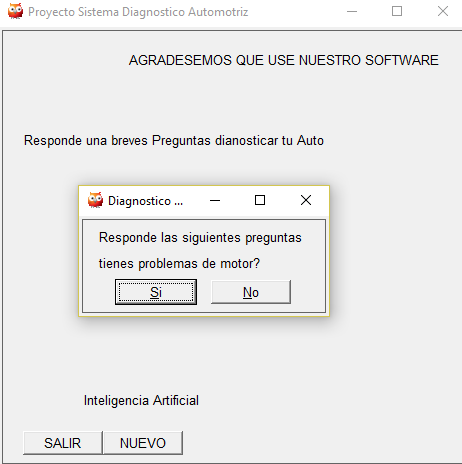 Proyecto Sistema Diagnostico Automotriz
AGRADESEMOS QUE USE NUESTRO SOFTWARE
Responde una breves Preguntas dianosticar tu Auto
Diagnostico ...
Responde las siguientes preguntas
tienes problemas de motor?
Si No
Inteligencia Artificial
SALIR NUEVO